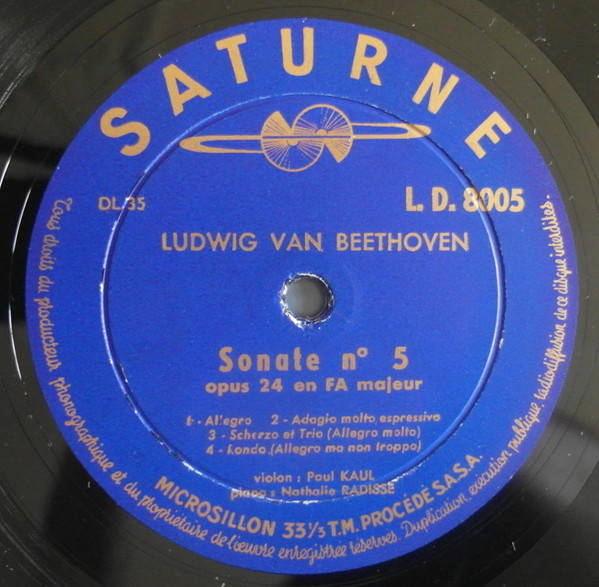 SATURNE
DL.35
L. D. 8005
LUDWIG VAN BEETHOVEN
Sonate n° 5
opus 24 en FA majeur
1 - Allegro 2 - Adagio molto espressivo
3 - Scherzo et Trio (Allegro molto)
4 - Rondo (Allegro ma non troppo)
violon : Paul KAUL
piano : Nathalie RADISSE
MICROSILLON 33⅓ T.M. PROCÉDÉ S.A.S.A.
Tous droits du producteur phonographique et du propriétaire de l'œuvre enregistrée réservés. Duplication, exécution publique, radio-diffusion de ce disque interdites.